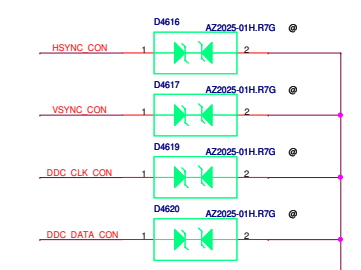 D4616 AZ2025-01H.R7G @
HSYNC_CON 1 2
D4617 AZ2025-01H.R7G @
VSYNC_CON 1 2
D4619 AZ2025-01H.R7G @
DDC_CLK_CON 1 2
D4620 AZ2025-01H.R7G @
DDC_DATA_CON 1 2